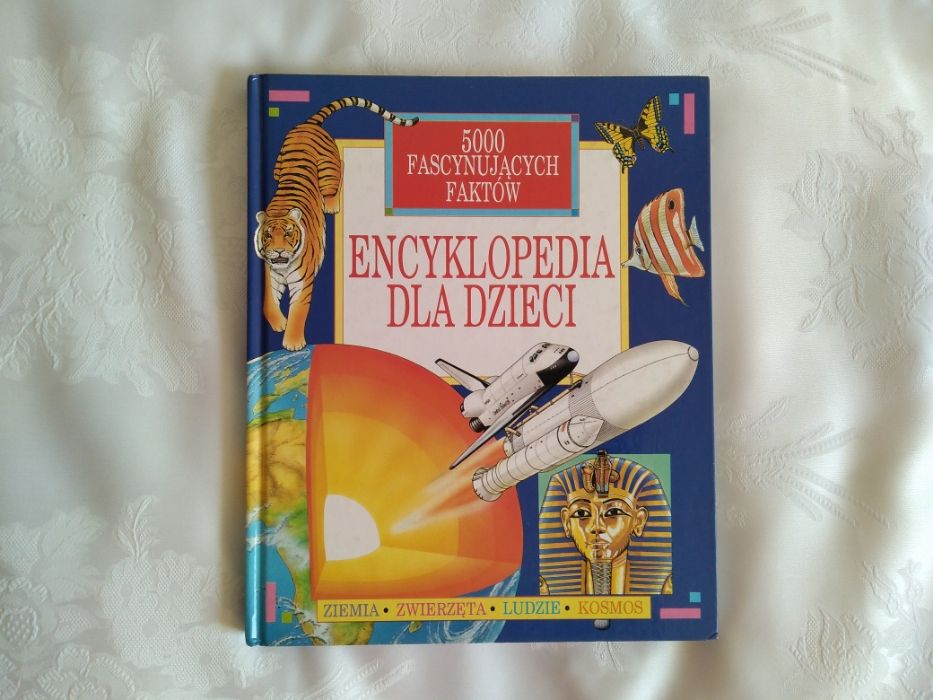 5000
FASCYNUJĄCYCH
FAKTÓW
ENCYKLOPEDIA
DLA DZIECI
ZIEMIA • ZWIERZĘTA • LUDZIE • KOSMOS